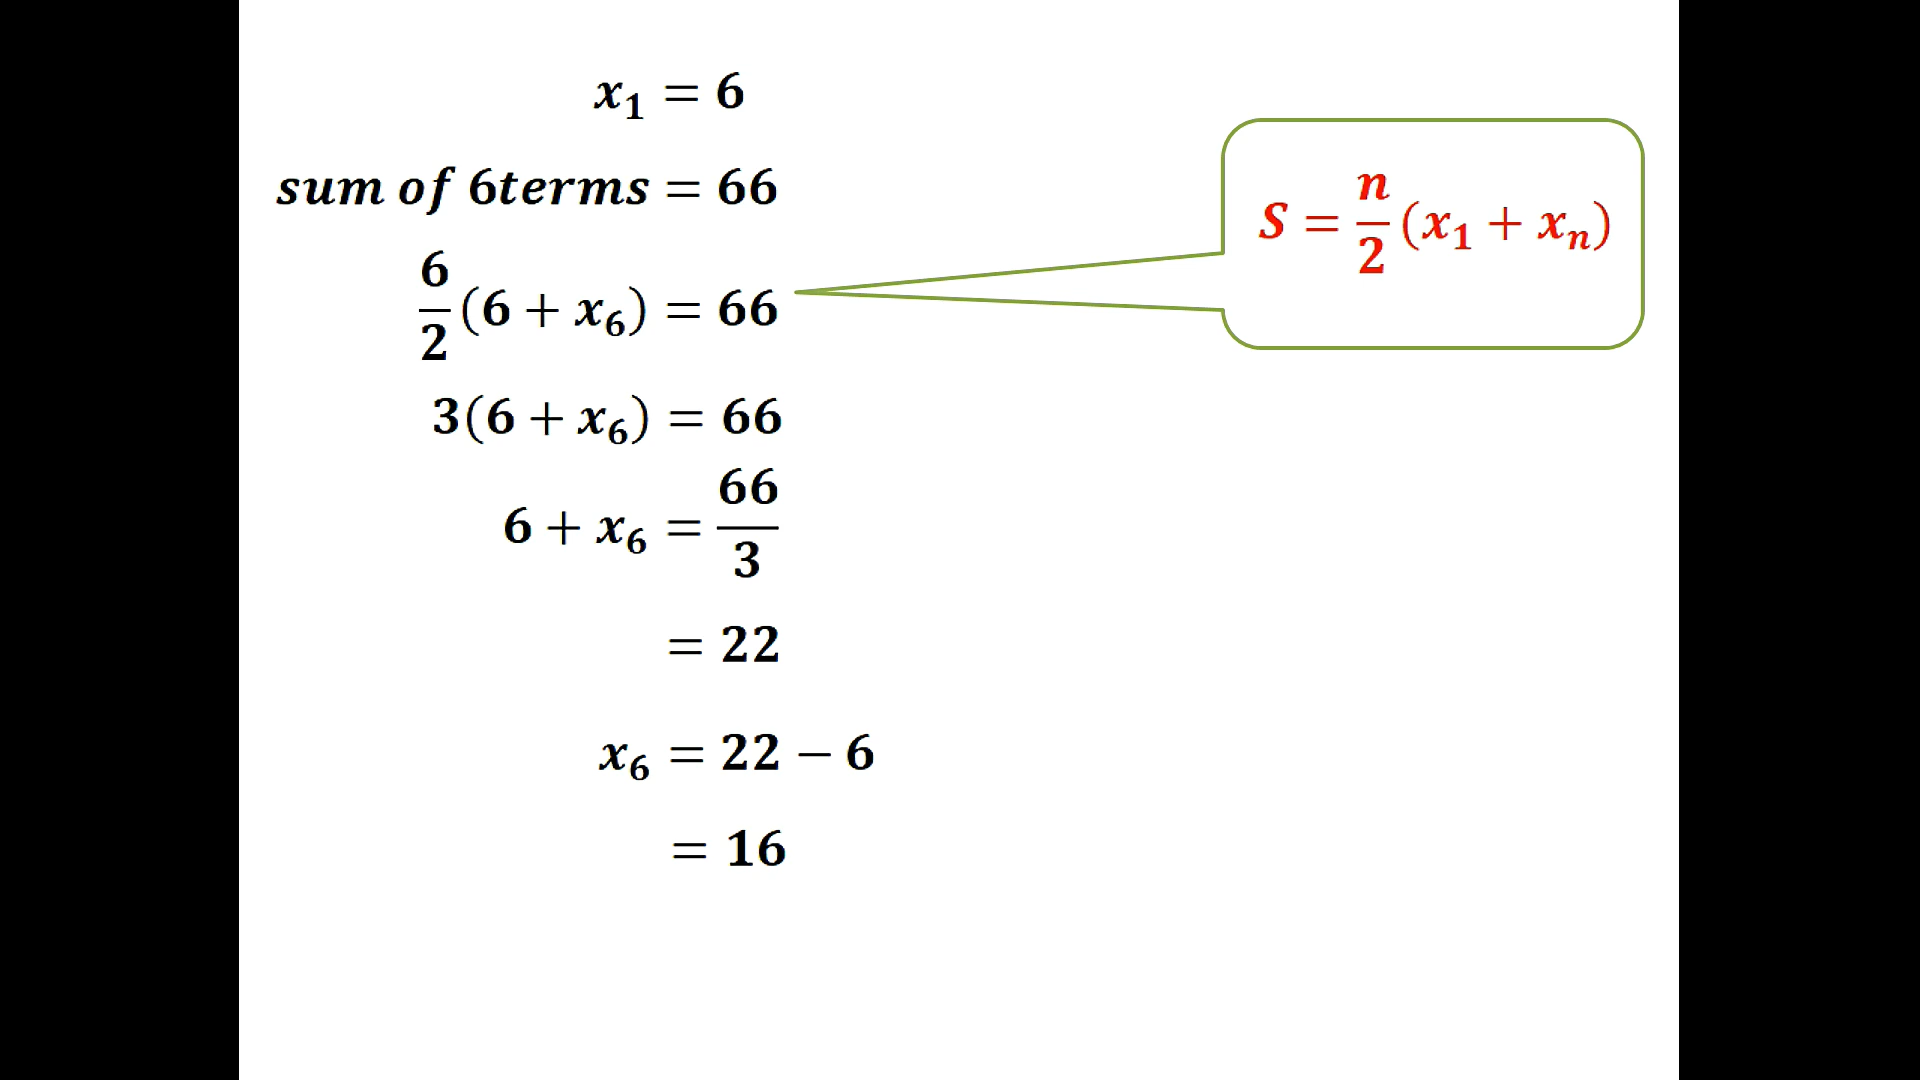 x₁ = 6
sum of 6terms = 66
6/2 (6 + x₆) = 66
S = n/2 (x₁ + xₙ)
3(6 + x₆) = 66
6 + x₆ = 66/3
= 22
x₆ = 22 − 6
= 16